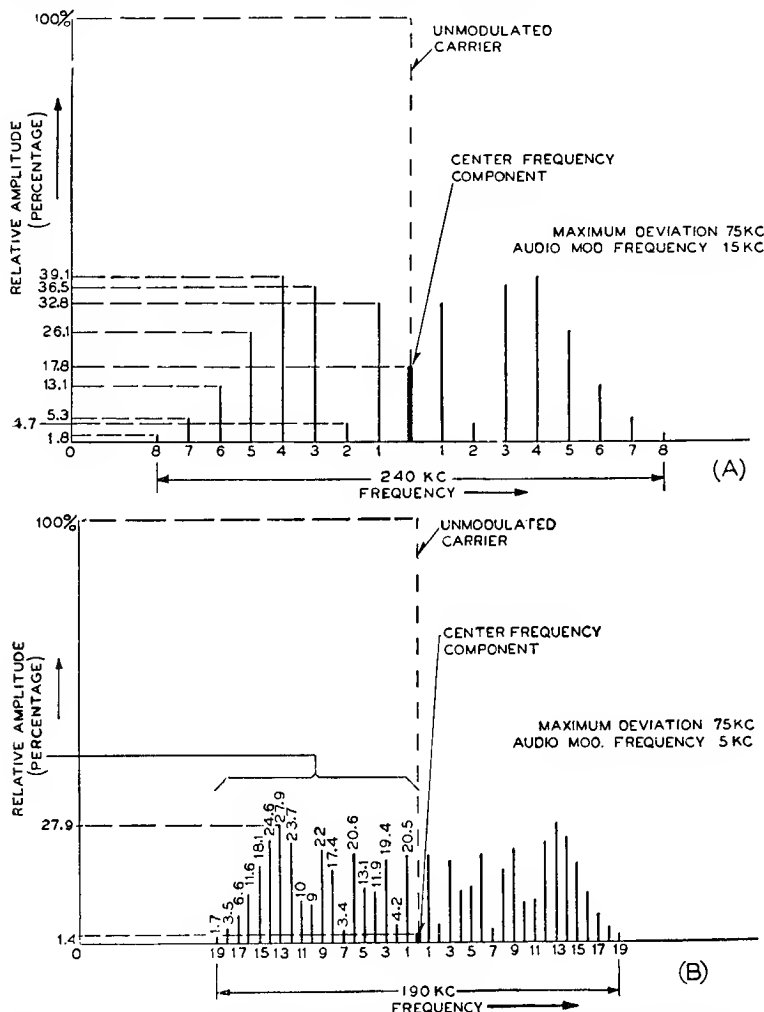 100%
UNMODULATED
CARRIER
RELATIVE AMPLITUDE
(PERCENTAGE)
CENTER FREQUENCY
COMPONENT
MAXIMUM DEVIATION 75KC
AUDIO MOD FREQUENCY 15KC
39.1
36.5
32.8
26.1
17.8
13.1
5.3
4.7
1.8
0 8 7 6 5 4 3 2 1 1 2 3 4 5 6 7 8
240 KC
FREQUENCY
(A)
100%
UNMODULATED
CARRIER
CENTER FREQUENCY
COMPONENT
RELATIVE AMPLITUDE
(PERCENTAGE)
MAXIMUM DEVIATION 75KC
AUDIO MOD. FREQUENCY 5KC
27.9
1.7 3.5 6.6 11.6 18.1 24.6 27.9 23.7 10 9 22 17.4 3.4 20.6 13.1 11.9 19.4 4.2 20.5
1.4
0 19 17 15 13 11 9 7 5 3 1 1 3 5 7 9 11 13 15 17 19
190 KC
FREQUENCY
(B)